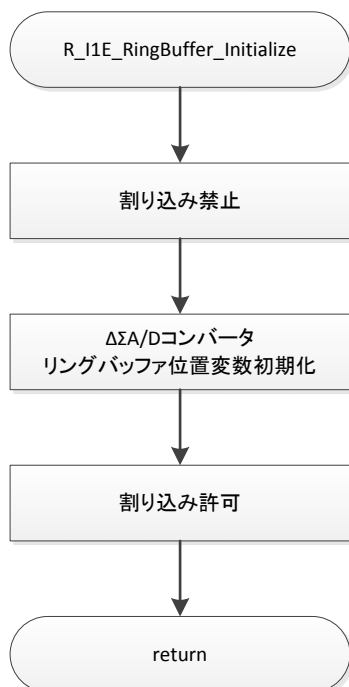 R_I1E_RingBuffer_Initialize
割り込み禁止
ΔΣA/Dコンバータ
リングバッファ位置変数初期化
割り込み許可
return